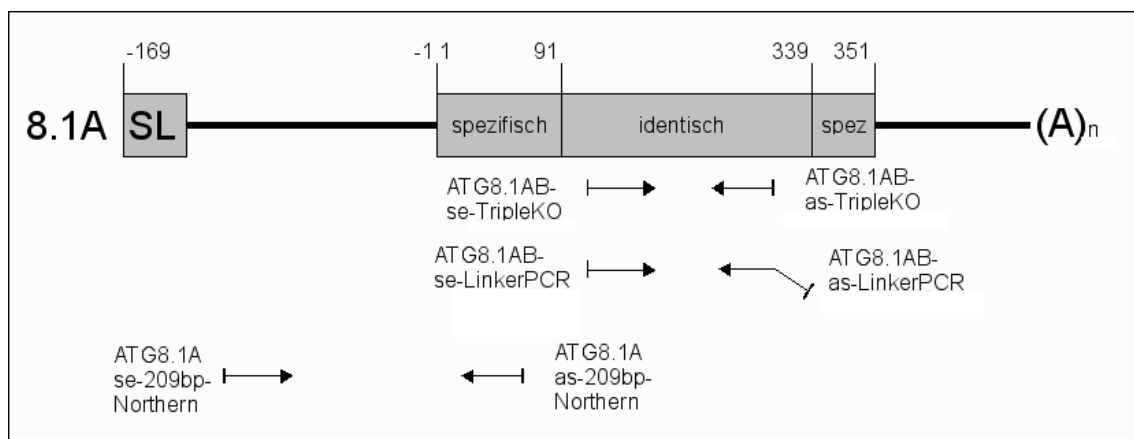 -169 -1 1 91 339 351
8.1A SL spezifisch identisch spez (A)n
ATG8.1AB-
se-TripleKO
ATG8.1AB-
as-TripleKO
ATG8.1AB-
se-LinkerPCR
ATG8.1AB-
as-LinkerPCR
ATG8.1A
se-209bp-
Northern
ATG8.1A
as-209bp-
Northern